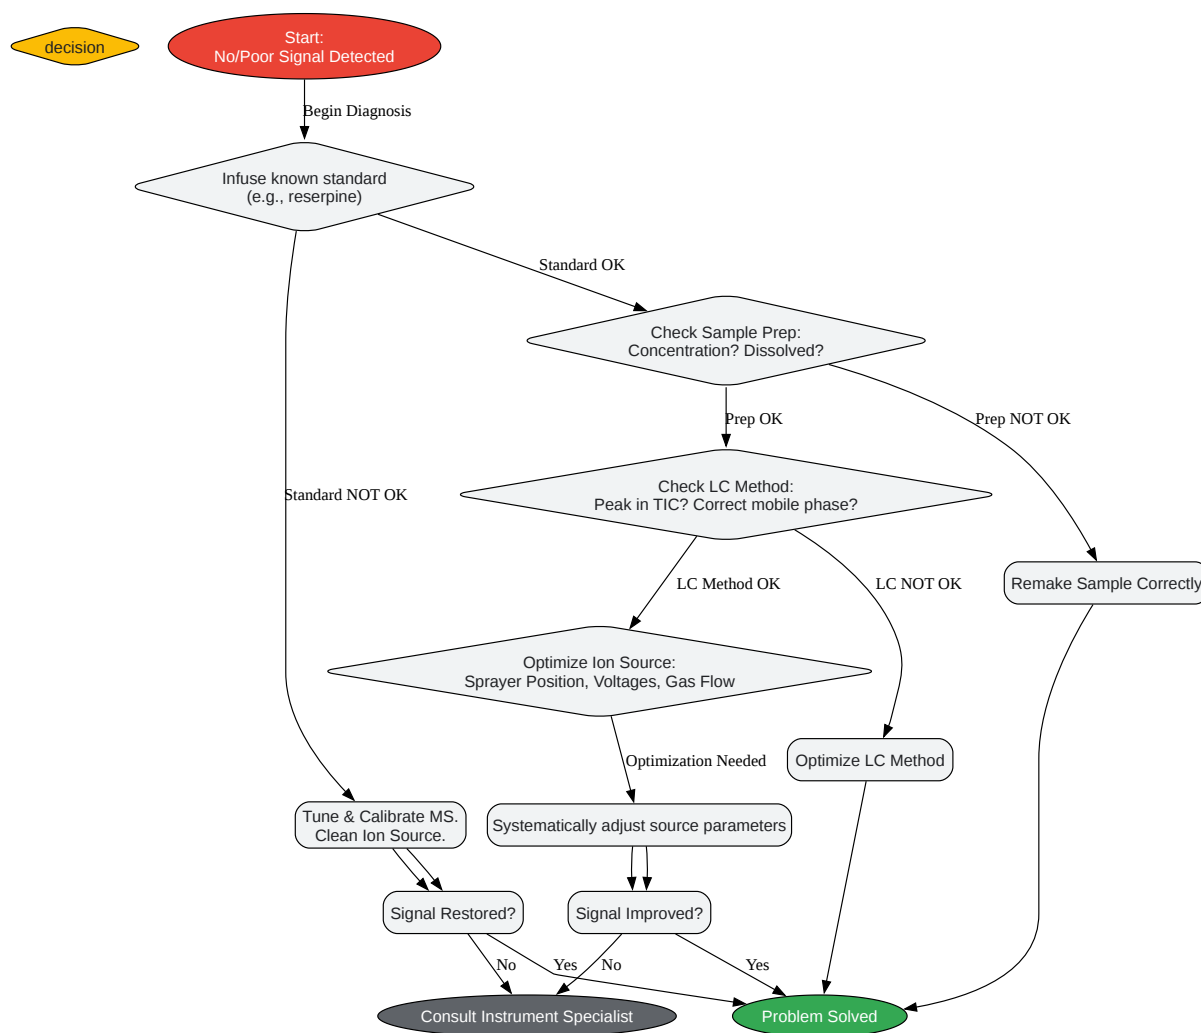 decision
Start:
No/Poor Signal Detected
Begin Diagnosis
Infuse known standard
(e.g., reserpine)
Standard OK
Check Sample Prep:
Concentration? Dissolved?
Prep OK
Prep NOT OK
Standard NOT OK
Check LC Method:
Peak in TIC? Correct mobile phase?
LC Method OK
LC NOT OK
Remake Sample Correctly
Optimize Ion Source:
Sprayer Position, Voltages, Gas Flow
Optimization Needed
Optimize LC Method
Tune & Calibrate MS.
Clean Ion Source.
Systematically adjust source parameters
Signal Restored?
Signal Improved?
No
Yes
No
Yes
Consult Instrument Specialist
Problem Solved